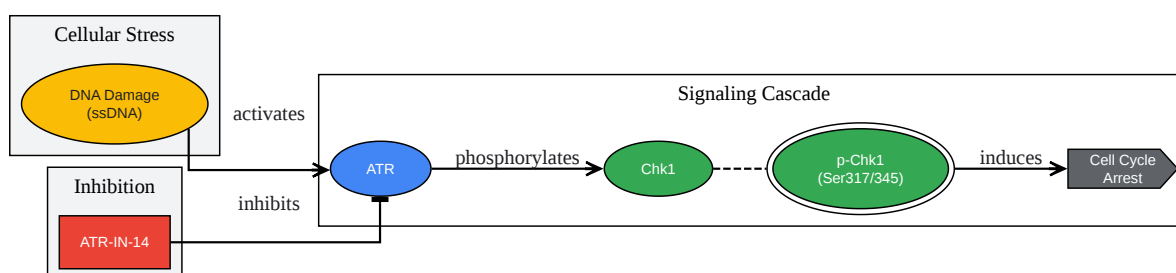 Cellular Stress
DNA Damage
(ssDNA)
activates
Signaling Cascade
ATR
phosphorylates
Chk1
p-Chk1
(Ser317/345)
induces
Cell Cycle
Arrest
Inhibition
inhibits
ATR-IN-14